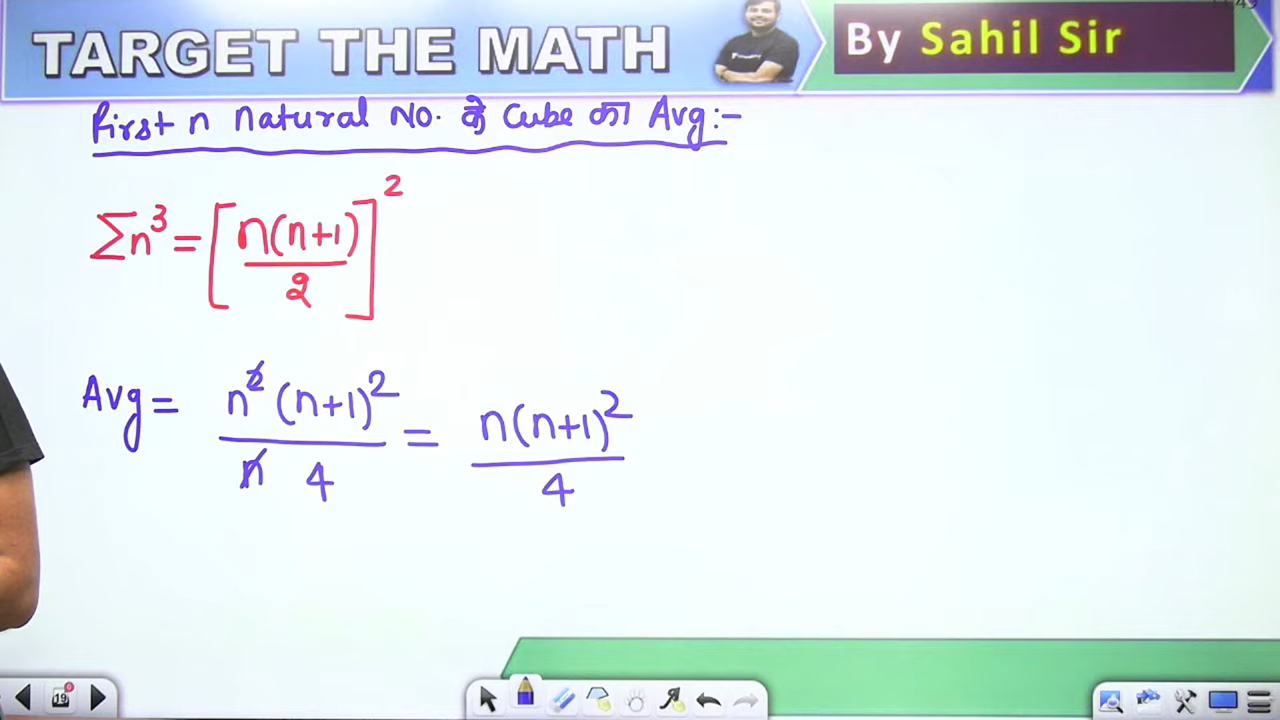 TARGET THE MATH
By Sahil Sir
First n natural No. के Cube का Avg:-
Σn³ = [n(n+1)/2]²
Avg = n²(n+1)²/n 4 = n(n+1)²/4
19